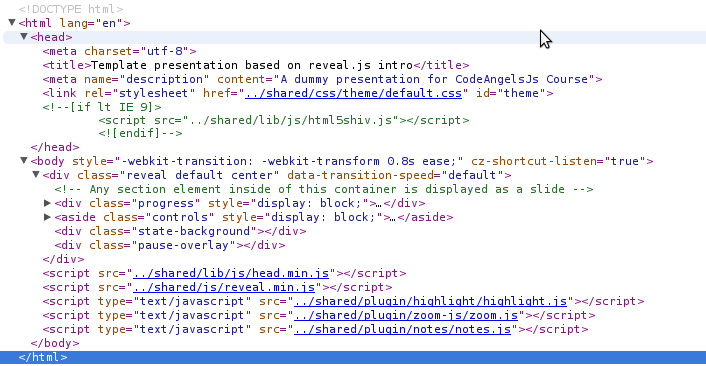 <!DOCTYPE html>
▼<html lang="en">
▼<head>
<meta charset="utf-8">
<title>Template presentation based on reveal.js intro</title>
<meta name="description" content="A dummy presentation for CodeAngelsJs Course">
<link rel="stylesheet" href="../shared/css/theme/default.css" id="theme">
<!--[if lt IE 9]>
<script src="../shared/lib/js/html5shiv.js"></script>
<![endif]-->
</head>
▼<body style="-webkit-transition: -webkit-transform 0.8s ease;" cz-shortcut-listen="true">
▼<div class="reveal default center" data-transition-speed="default">
<!-- Any section element inside of this container is displayed as a slide -->
▶<div class="progress" style="display: block;">…</div>
▶<aside class="controls" style="display: block;">…</aside>
<div class="state-background"></div>
<div class="pause-overlay"></div>
</div>
<script src="../shared/lib/js/head.min.js"></script>
<script src="../shared/js/reveal.min.js"></script>
<script type="text/javascript" src="../shared/plugin/highlight/highlight.js"></script>
<script type="text/javascript" src="../shared/plugin/zoom-js/zoom.js"></script>
<script type="text/javascript" src="../shared/plugin/notes/notes.js"></script>
</body>
</html>